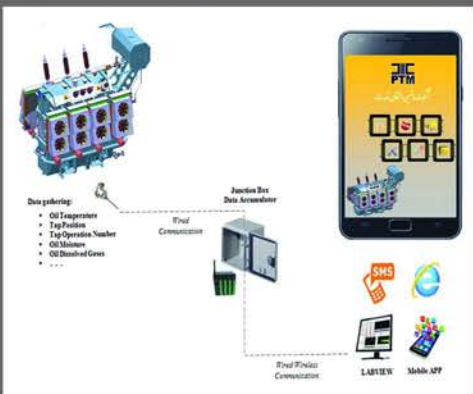 PTM
Data gathering:
• Oil Temperature
• Tap Position
• Tap Operation Number
• Oil Moisture
• Oil Dissolved Gases
• ....
Wired
Communication
Junction Box
Data Accumulator
SMS
Wired/Wireless
Communication
LABVIEW
Mobile APP